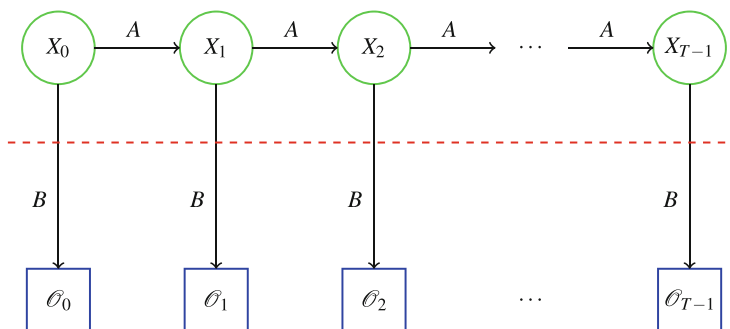 A A A A
X₀ X₁ X₂ ⋯ X_{T−1}
B B B B
𝒪₀ 𝒪₁ 𝒪₂ ⋯ 𝒪_{T−1}